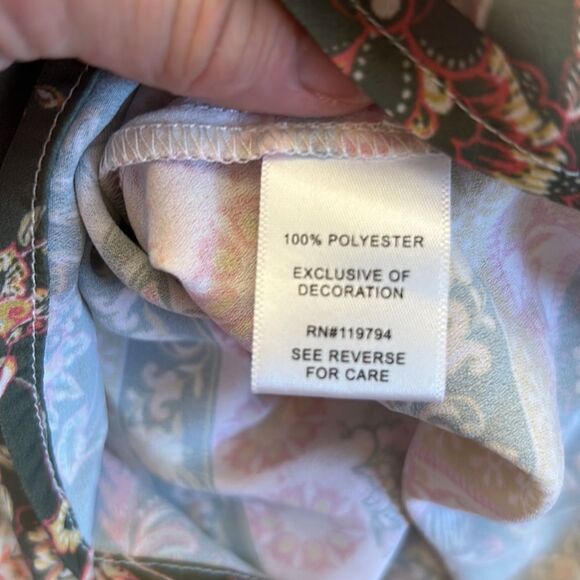 100% POLYESTER
EXCLUSIVE OF
DECORATION
RN#119794
SEE REVERSE
FOR CARE